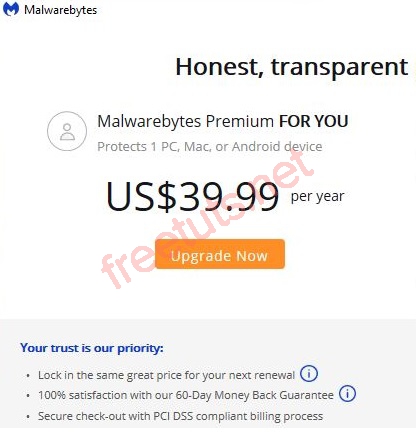 Malwarebytes
Honest, transparent
Malwarebytes Premium FOR YOU
Protects 1 PC, Mac, or Android device
US$39.99 per year
freetuts.net
Upgrade Now
Your trust is our priority:
• Lock in the same great price for your next renewal i
• 100% satisfaction with our 60-Day Money Back Guarantee i
• Secure check-out with PCI DSS compliant billing process